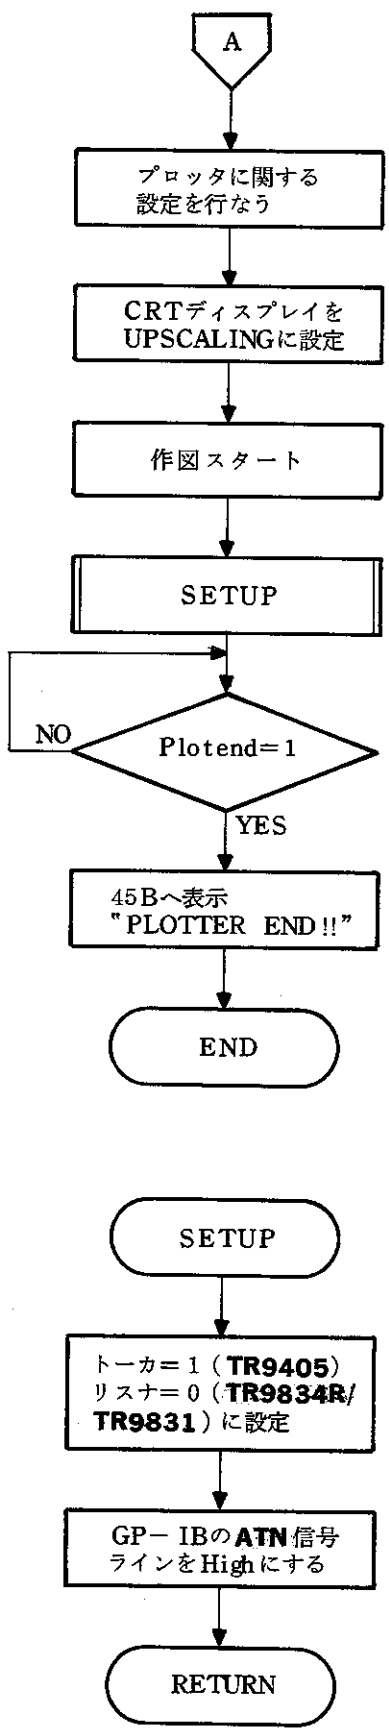 A
プロッタに関する
設定を行なう
CRTディスプレイを
UPSCALINGに設定
作図スタート
SETUP
NO
Plotend=1
YES
45Bへ表示
"PLOTTER END!!"
END
SETUP
トーカ=1(TR9405)
リスナ=0(TR9834R/
TR9831)に設定
GP-IBのATN信号
ラインをHighにする
RETURN